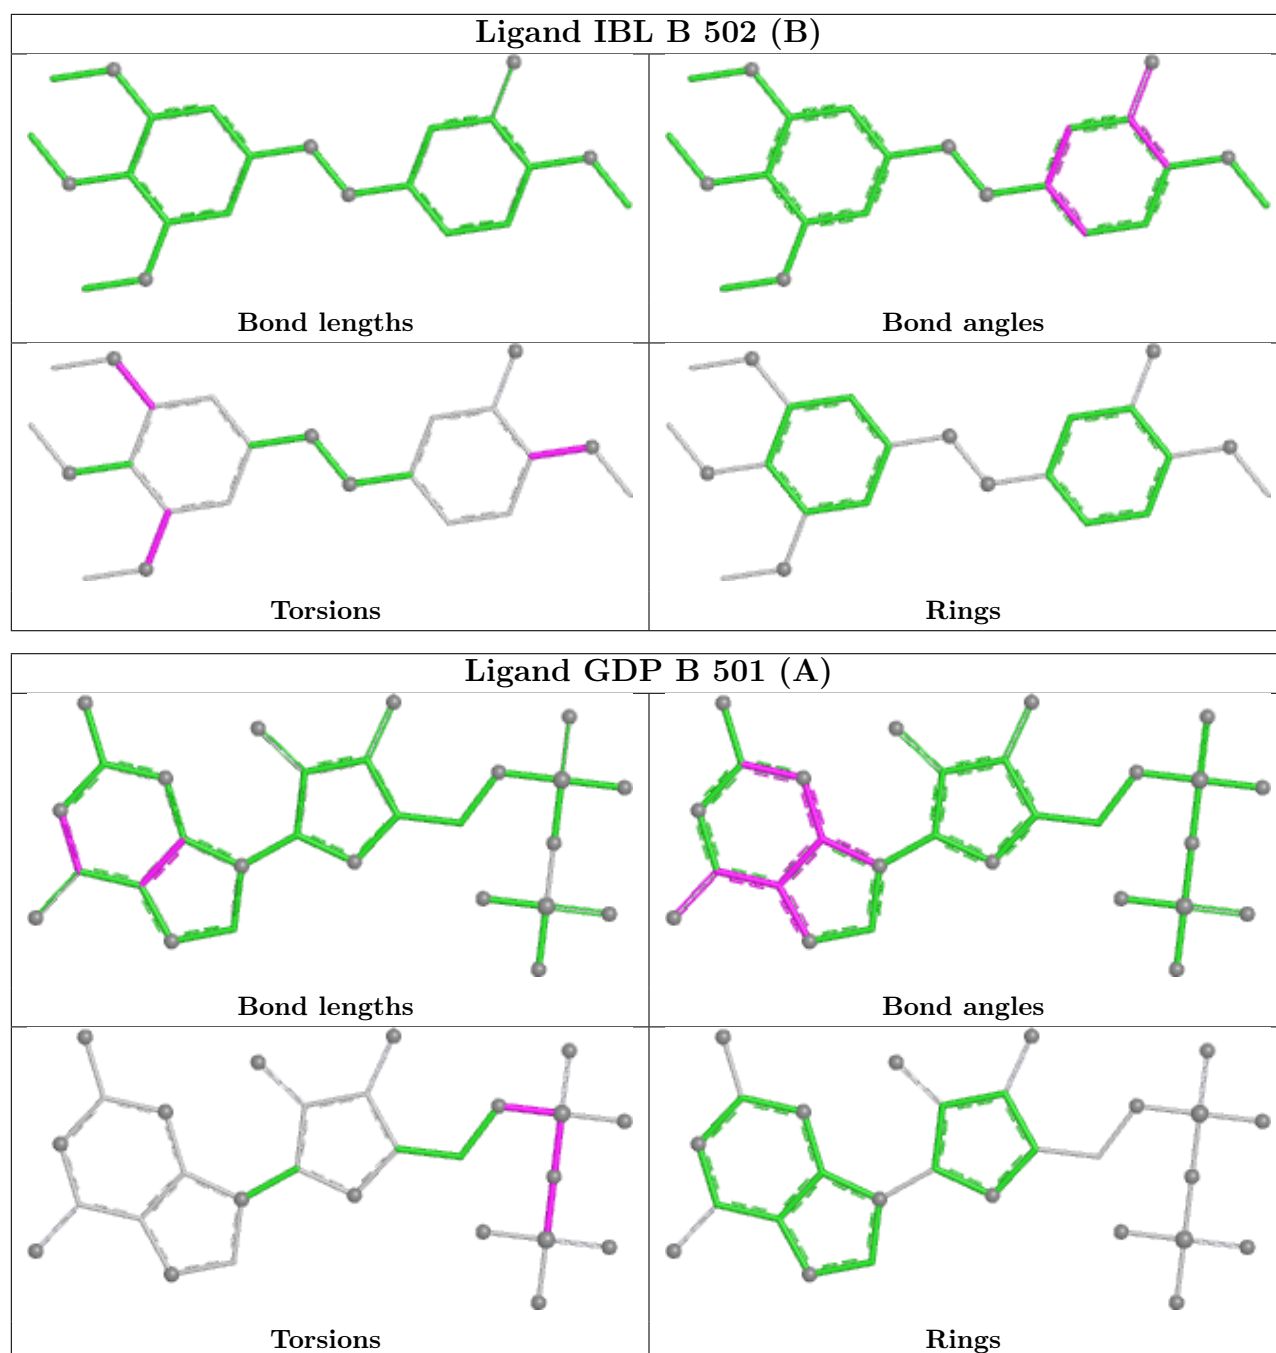 Ligand IBL B 502 (B)
Bond lengths
Bond angles
Torsions
Rings
Ligand GDP B 501 (A)
Bond lengths
Bond angles
Torsions
Rings